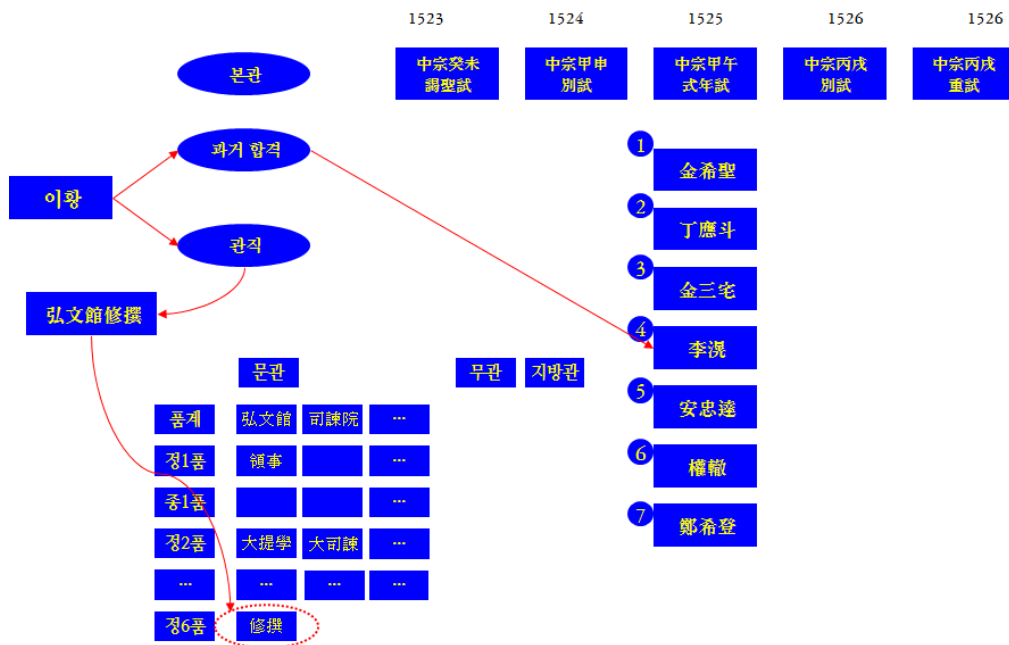 1523 1524 1525 1526 1526
본관
中宗癸未
謁聖試
中宗甲申
別試
中宗甲午
式年試
中宗丙戌
別試
中宗丙戌
重試
과거 합격
이황
관직
弘文館修撰
1
金希聖
2
丁應斗
3
金三宅
4
李滉
5
安忠達
6
權轍
7
鄭希登
문관 무관 지방관
품계 弘文館 司諫院 ...
정1품 領事 ...
종1품 ...
정2품 大提學 大司諫 ...
... ... ... ...
정6품 修撰